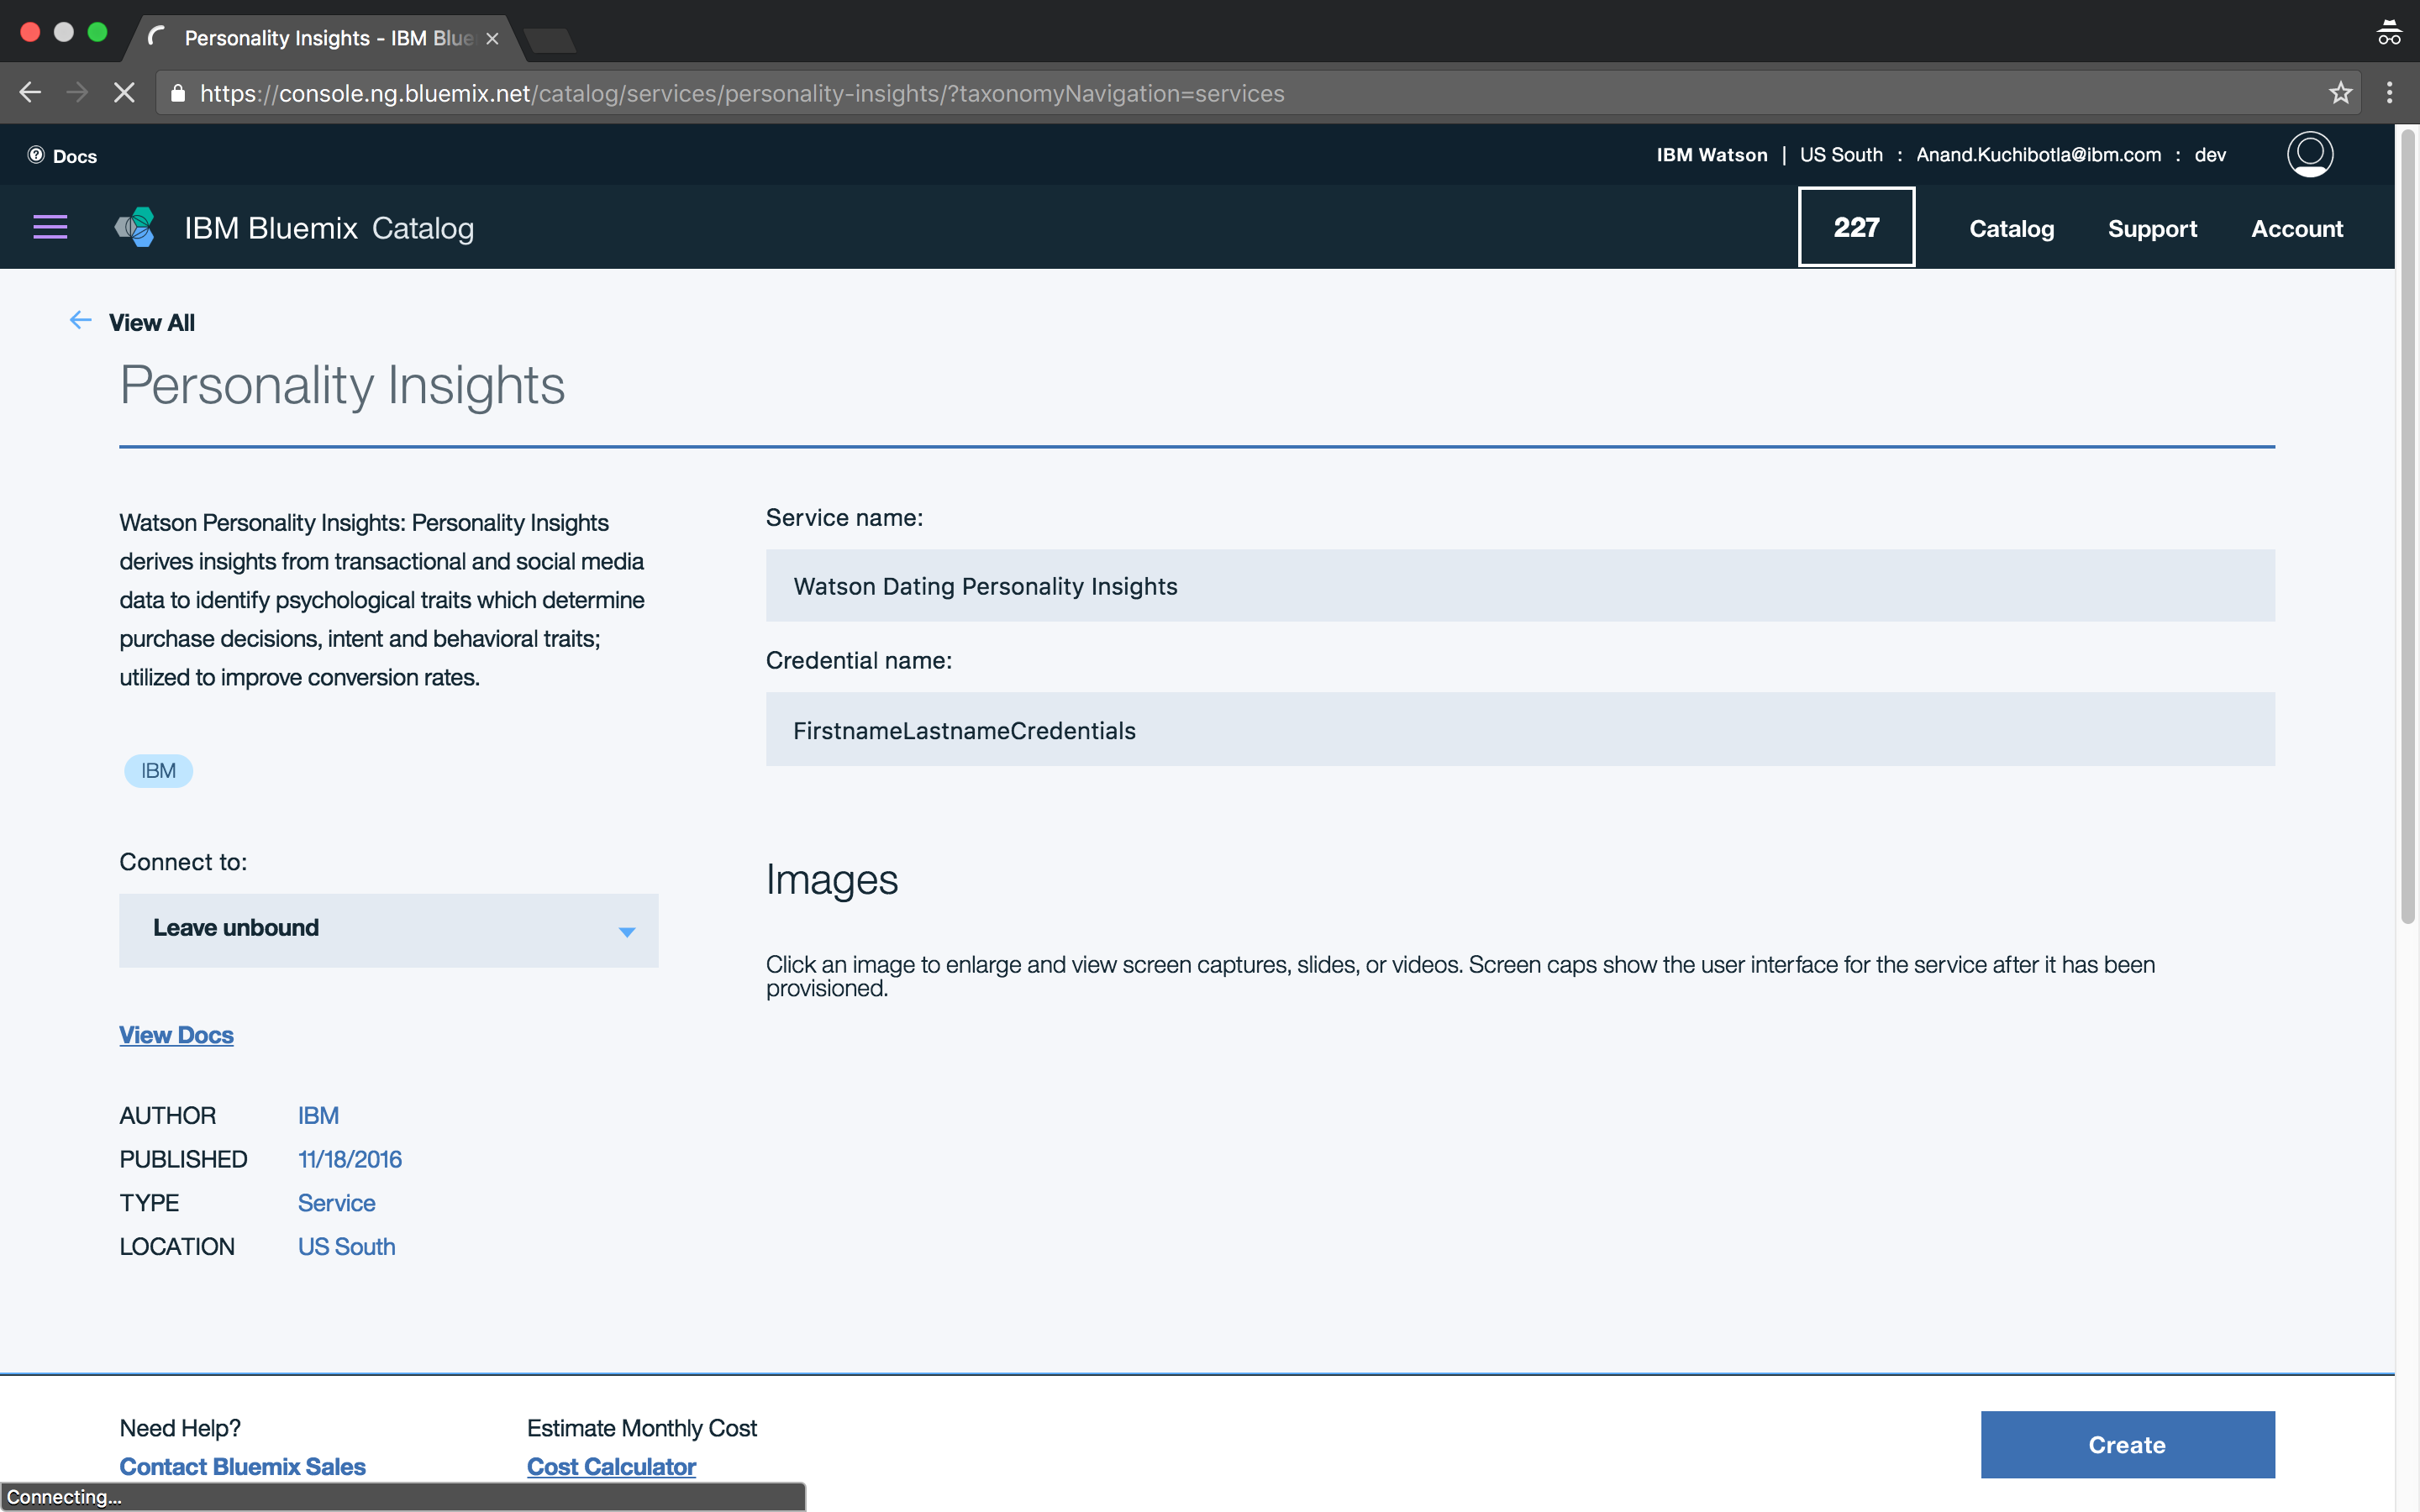 Personality Insights - IBM Blue
https://console.ng.bluemix.net/catalog/services/personality-insights/?taxonomyNavigation=services
Docs
IBM Watson | US South : Anand.Kuchibotla@ibm.com : dev
IBM Bluemix Catalog
227
Catalog
Support
Account
View All
Personality Insights
Watson Personality Insights: Personality Insights
derives insights from transactional and social media
data to identify psychological traits which determine
purchase decisions, intent and behavioral traits;
utilized to improve conversion rates.
IBM
Connect to:
Leave unbound
View Docs
AUTHOR IBM
PUBLISHED 11/18/2016
TYPE Service
LOCATION US South
Service name:
Watson Dating Personality Insights
Credential name:
FirstnameLastnameCredentials
Images
Click an image to enlarge and view screen captures, slides, or videos. Screen caps show the user interface for the service after it has been
provisioned.
Need Help?
Contact Bluemix Sales
Estimate Monthly Cost
Cost Calculator
Create
Connecting...